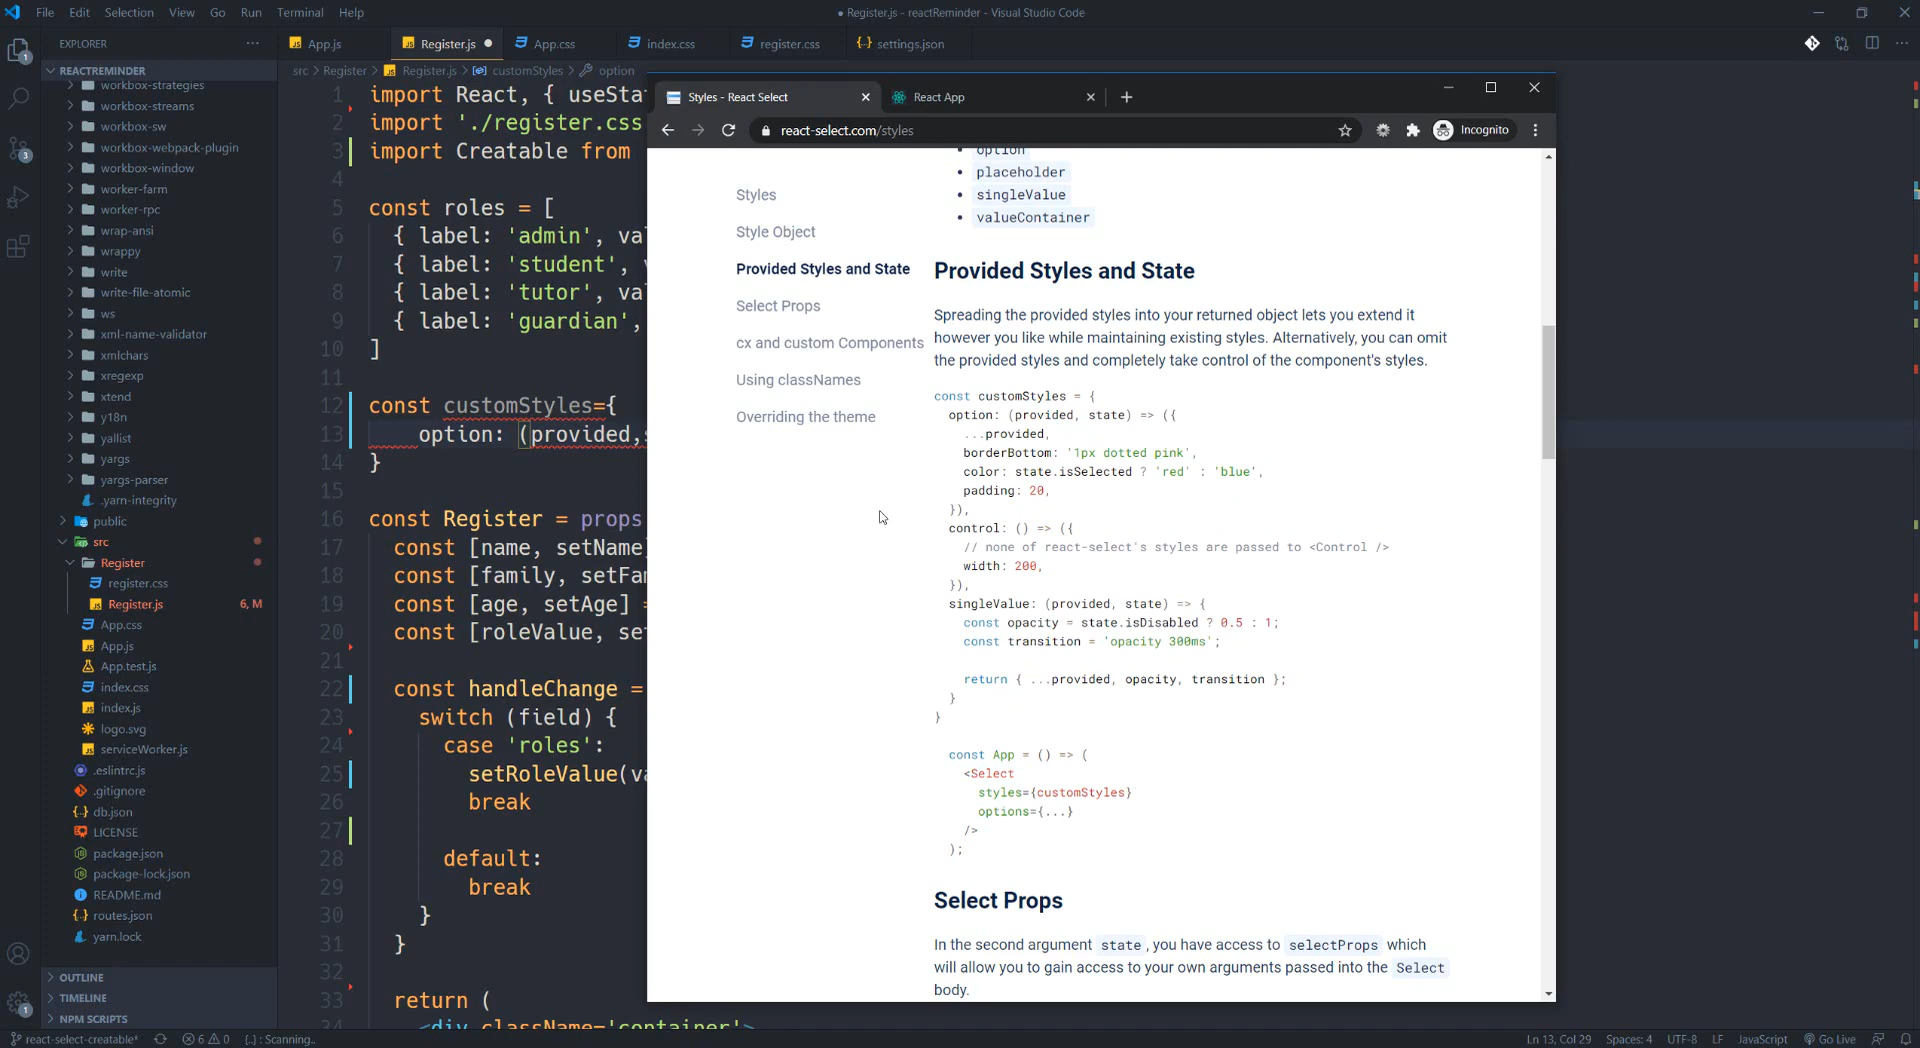 File Edit Selection View Go Run Terminal Help
● Register.js - reactReminder - Visual Studio Code
EXPLORER
App.js
Register.js
App.css
index.css
register.css
settings.json
REACTREMINDER
src > Register > Register.js > customStyles > option
workbox-strategies
workbox-streams
workbox-sw
workbox-webpack-plugin
workbox-window
worker-farm
worker-rpc
wrap-ansi
wrappy
write
write-file-atomic
ws
xml-name-validator
xmlchars
xregexp
xtend
y18n
yallist
yargs
yargs-parser
.yarn-integrity
public
src
Register
register.css
Register.js 6, M
App.css
App.js
App.test.js
index.css
index.js
logo.svg
serviceWorker.js
.eslintrc.js
.gitignore
db.json
LICENSE
package.json
package-lock.json
README.md
routes.json
yarn.lock
OUTLINE
TIMELINE
NPM SCRIPTS
1 import React, { useSta
2 import './register.css
3 import Creatable from
4
5 const roles = [
6 { label: 'admin', va
7 { label: 'student', v
8 { label: 'tutor', va
9 { label: 'guardian',
10 ]
11
12 const customStyles={
13 option: (provided,s
14 }
15
16 const Register = props
17 const [name, setName]
18 const [family, setFam
19 const [age, setAge] =
20 const [roleValue, set
21
22 const handleChange =
23 switch (field) {
24 case 'roles':
25 setRoleValue(va
26 break
27
28 default:
29 break
30 }
31 }
32
33 return (
34 <div className='container'>
Styles - React Select
React App
react-select.com/styles
Incognito
Styles
Style Object
Provided Styles and State
Select Props
cx and custom Components
Using classNames
Overriding the theme
option
placeholder
singleValue
valueContainer
Provided Styles and State
Spreading the provided styles into your returned object lets you extend it
however you like while maintaining existing styles. Alternatively, you can omit
the provided styles and completely take control of the component's styles.
const customStyles = {
option: (provided, state) => ({
...provided,
borderBottom: '1px dotted pink',
color: state.isSelected ? 'red' : 'blue',
padding: 20,
}),
control: () => ({
// none of react-select's styles are passed to <Control />
width: 200,
}),
singleValue: (provided, state) => {
const opacity = state.isDisabled ? 0.5 : 1;
const transition = 'opacity 300ms';
return { ...provided, opacity, transition };
}
}
const App = () => (
<Select
styles={customStyles}
options={...}
/>
);
Select Props
In the second argument state, you have access to selectProps which
will allow you to gain access to your own arguments passed into the Select
body.
react-select-creatable* 6 0 {..} : Scanning..
Ln 13, Col 29 Spaces: 4 UTF-8 LF JavaScript Go Live